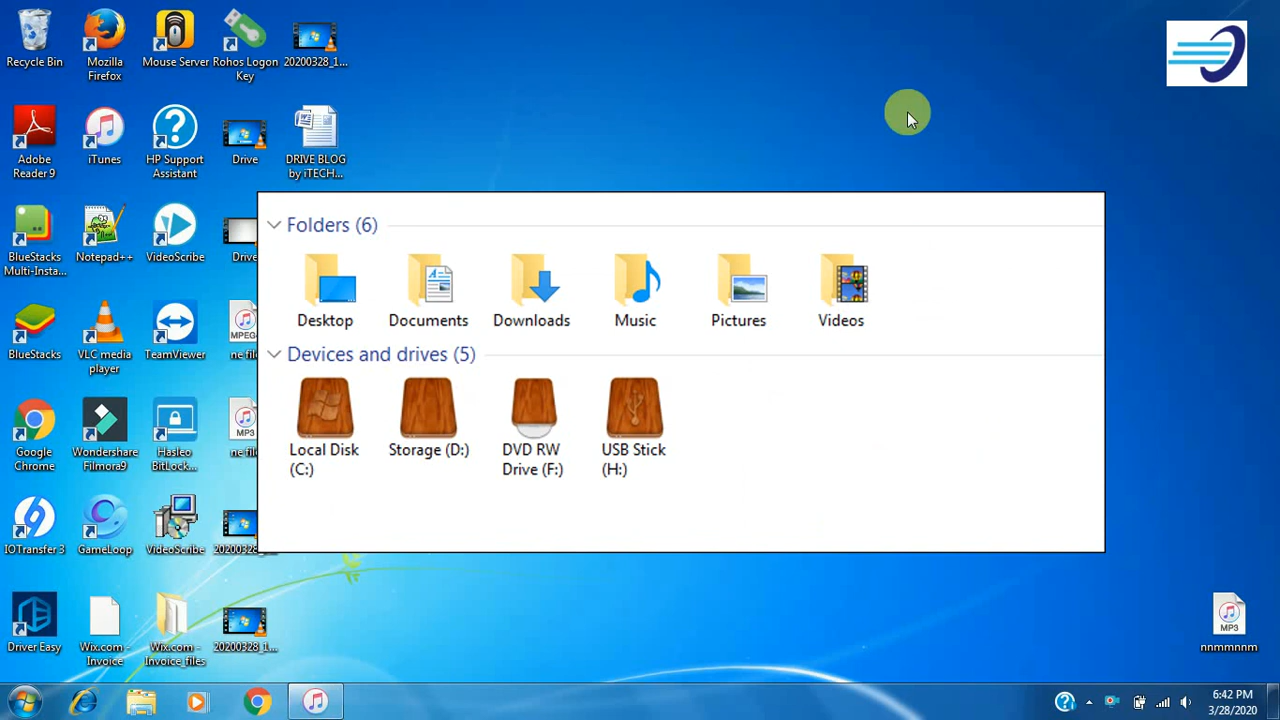 Recycle Bin
Mozilla
Firefox
Mouse Server
Rohos Logon
Key
20200328_1...
Adobe
Reader 9
iTunes
HP Support
Assistant
Drive
DRIVE BLOG
by iTECH...
BlueStacks
Multi-Insta...
Notepad++
VideoScribe
Drive
BlueStacks
VLC media
player
TeamViewer
MPEG
ne fil
Google
Chrome
Wondershare
Filmora9
Hasleo
BitLock...
MP3
ne fil
IOTransfer 3
GameLoop
VideoScribe
20200328_
Driver Easy
Wix.com -
Invoice
Wix.com -
Invoice_files
20200328_1...
Folders (6)
Desktop
Documents
Downloads
Music
Pictures
Videos
Devices and drives (5)
Local Disk
(C:)
Storage (D:)
DVD RW
Drive (F:)
USB Stick
(H:)
MP3
nnmmnnm
6:42 PM
3/28/2020